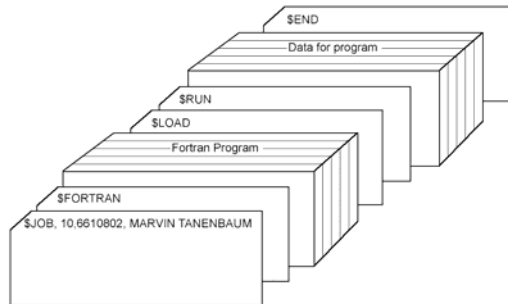 $END
Data for program
$RUN
$LOAD
Fortran Program
$FORTRAN
$JOB, 10,6610802, MARVIN TANENBAUM